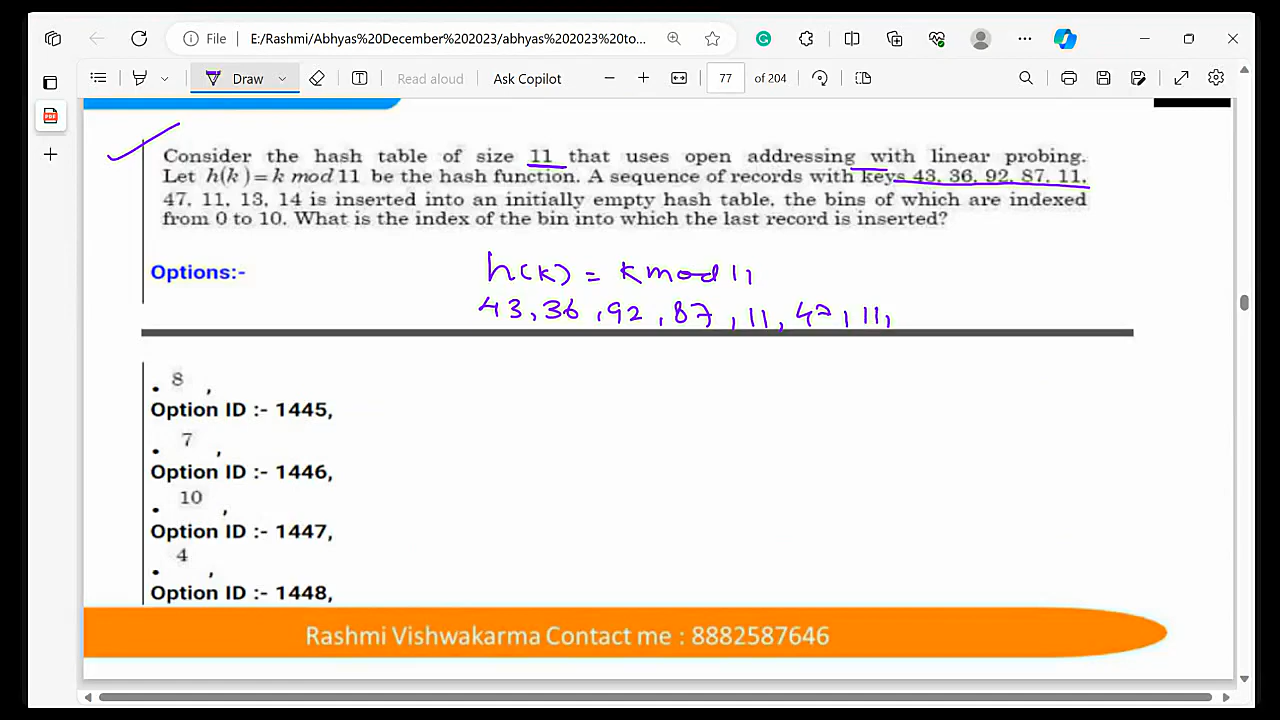 File E:/Rashmi/Abhyas%20December%202023/abhyas%202023%20to...
Draw Read aloud Ask Copilot 77 of 204
Consider the hash table of size 11 that uses open addressing with linear probing.
Let h(k)=k mod 11 be the hash function. A sequence of records with keys 43, 36, 92, 87, 11,
47, 11, 13, 14 is inserted into an initially empty hash table, the bins of which are indexed
from 0 to 10. What is the index of the bin into which the last record is inserted?
Options:-
h(k) = k mod 11
43, 36, 92, 87, 11, 47, 11,
. 8 ,
Option ID :- 1445,
. 7 ,
Option ID :- 1446,
. 10 ,
Option ID :- 1447,
. 4 ,
Option ID :- 1448,
Rashmi Vishwakarma Contact me : 8882587646